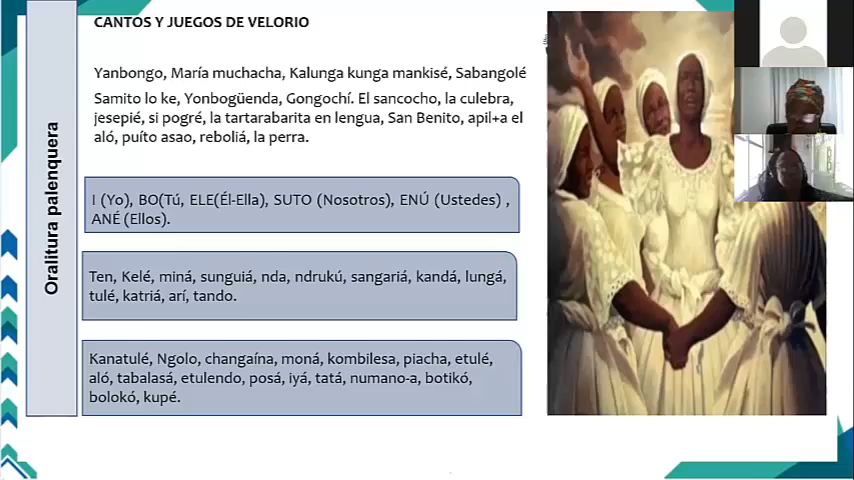 CANTOS Y JUEGOS DE VELORIO
Yanbongo, María muchacha, Kalunga kunga mankisé, Sabangolé
Samito lo ke, Yonbogüenda, Gongochí. El sancocho, la culebra,
jesepié, si pogré, la tartarabarita en lengua, San Benito, apil+a el
aló, puíto asao, reboliá, la perra.
Oralitura palenquera
I (Yo), BO(Tú, ELE(Él-Ella), SUTO (Nosotros), ENÚ (Ustedes) ,
ANÉ (Ellos).
Ten, Kelé, miná, sunguiá, nda, ndrukú, sangariá, kandá, lungá,
tulé, katriá, arí, tando.
Kanatulé, Ngolo, changaína, moná, kombilesa, piacha, etulé,
aló, tabalasá, etulendo, posá, iyá, tatá, numano-a, botikó,
bolokó, kupé.